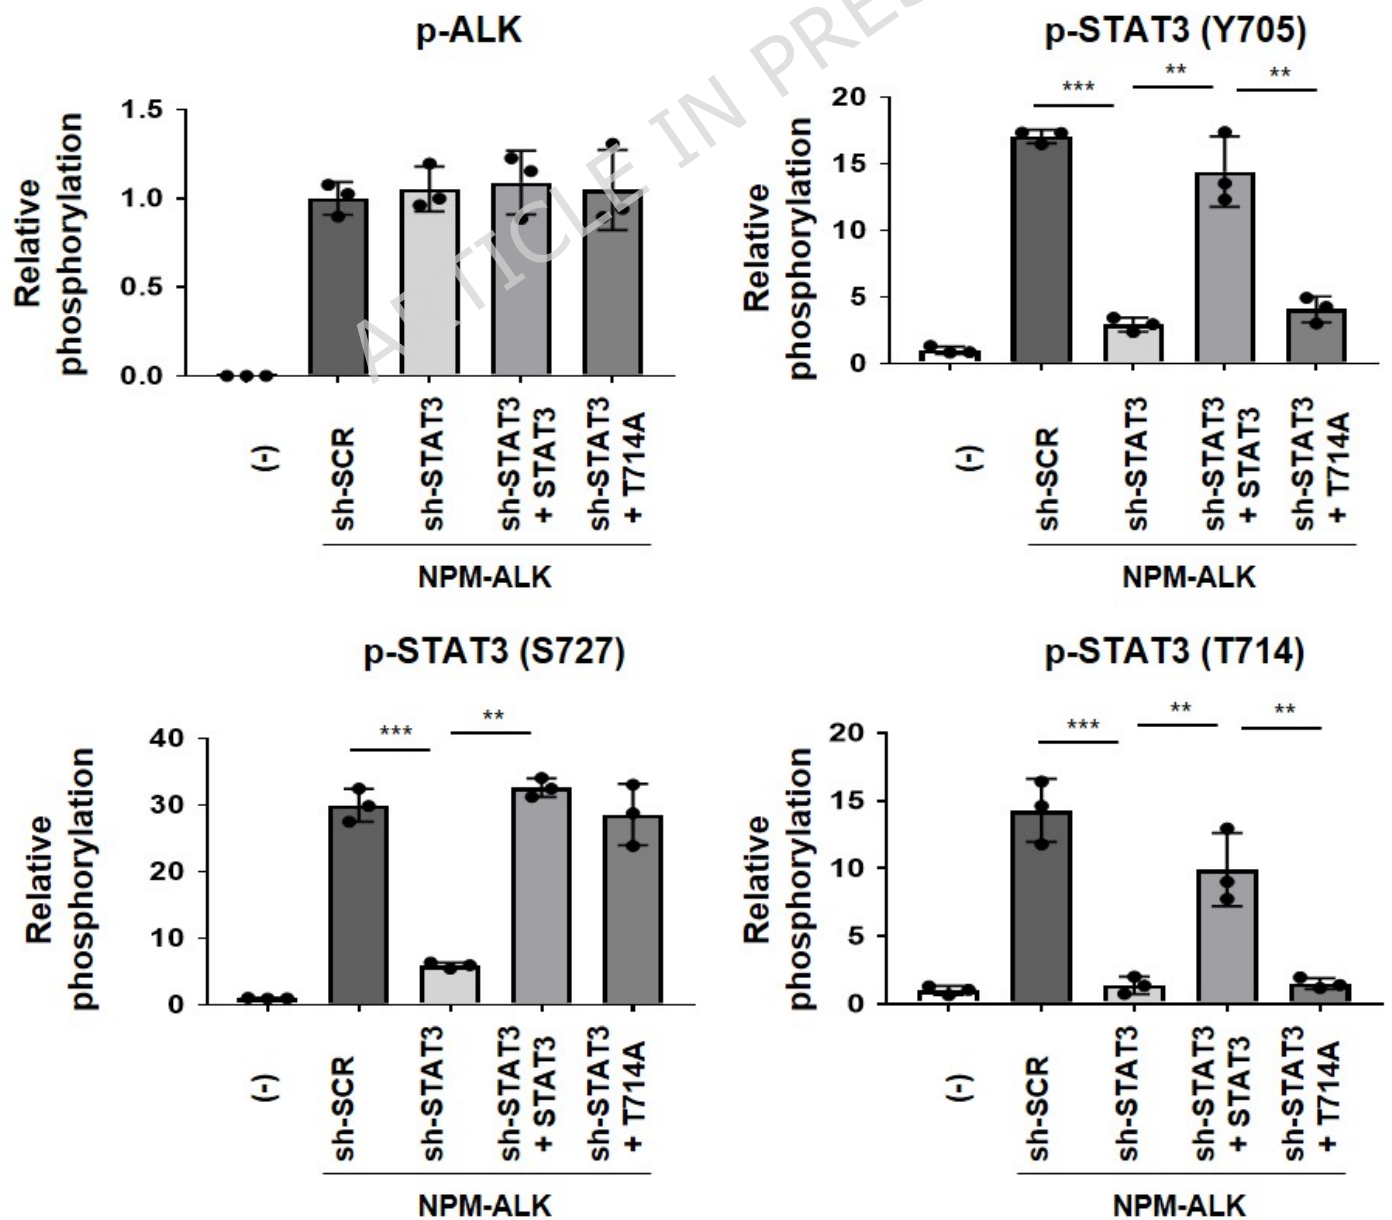 p-ALK
Relative
phosphorylation
1.5
1.0
0.5
0.0
(-)
sh-SCR
sh-STAT3
sh-STAT3
+ STAT3
sh-STAT3
+ T714A
NPM-ALK
p-STAT3 (Y705)
Relative
phosphorylation
20
15
10
5
0
***
**
**
(-)
sh-SCR
sh-STAT3
sh-STAT3
+ STAT3
sh-STAT3
+ T714A
NPM-ALK
p-STAT3 (S727)
Relative
phosphorylation
40
30
20
10
0
***
**
(-)
sh-SCR
sh-STAT3
sh-STAT3
+ STAT3
sh-STAT3
+ T714A
NPM-ALK
p-STAT3 (T714)
Relative
phosphorylation
20
15
10
5
0
***
**
**
(-)
sh-SCR
sh-STAT3
sh-STAT3
+ STAT3
sh-STAT3
+ T714A
NPM-ALK
ARTICLE IN PRES